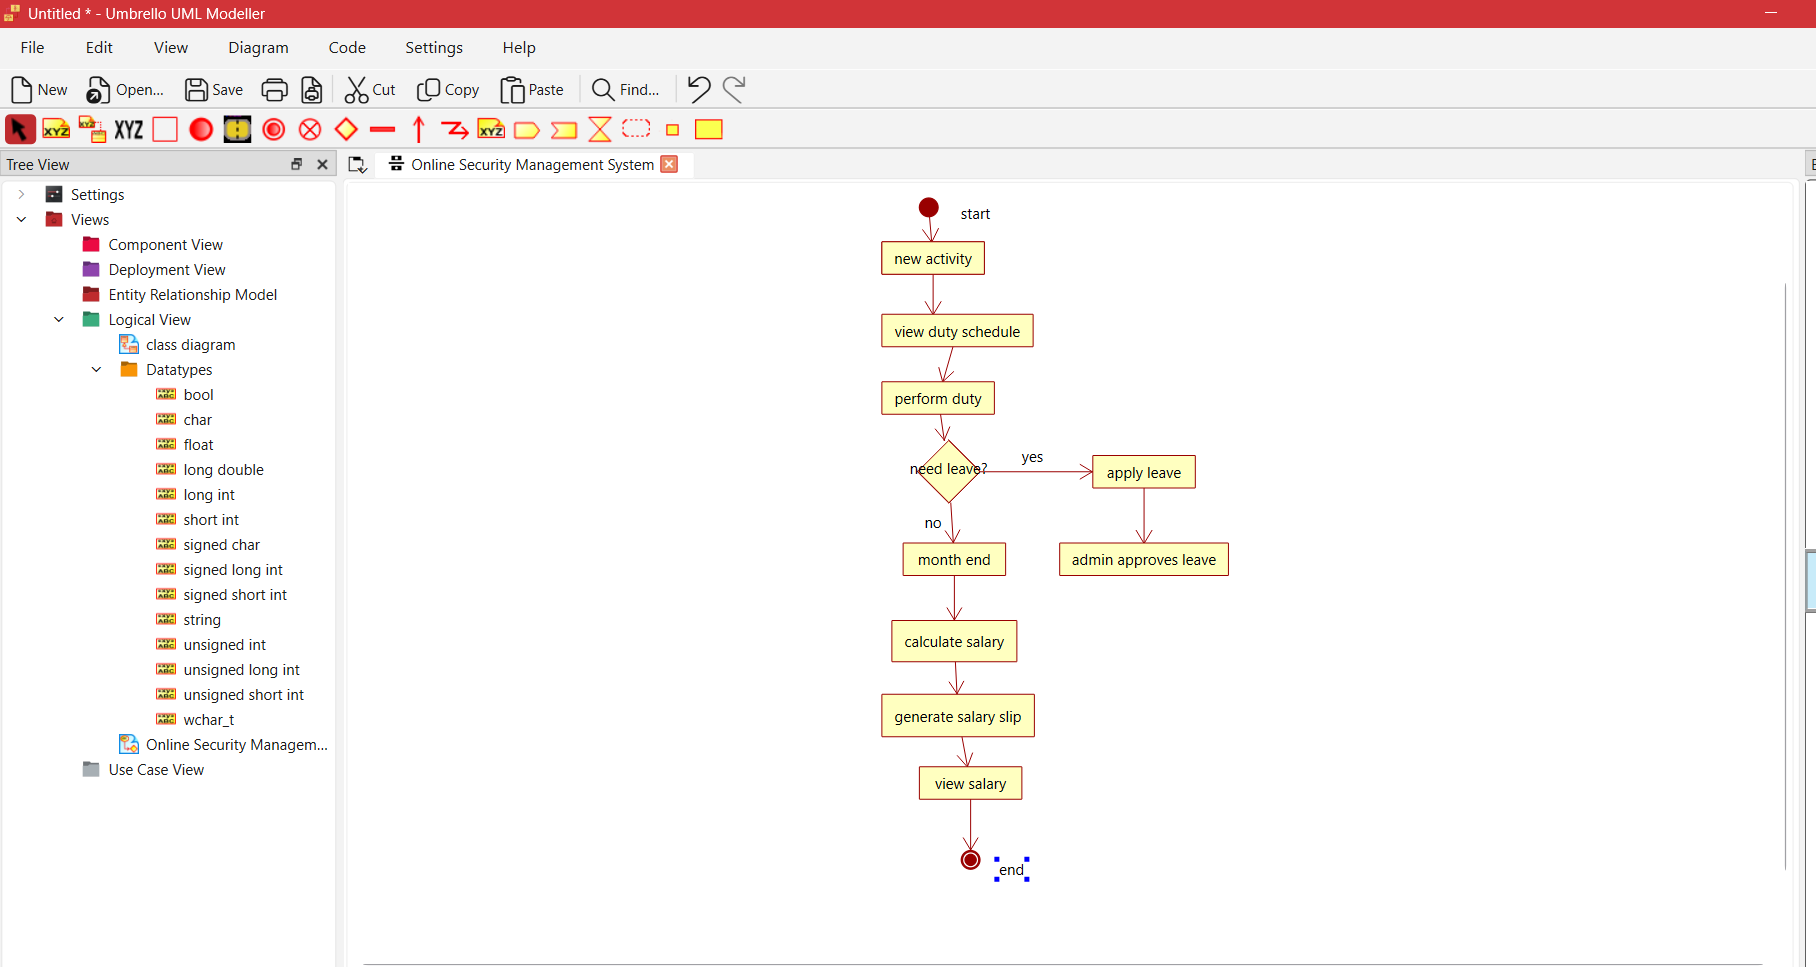 Untitled * - Umbrello UML Modeller
File Edit View Diagram Code Settings Help
New Open... Save Cut Copy Paste Find...
XYZ XYZ XYZ XYZ
Tree View
Online Security Management System
Settings
Views
Component View
Deployment View
Entity Relationship Model
Logical View
class diagram
Datatypes
bool
char
float
long double
long int
short int
signed char
signed long int
signed short int
string
unsigned int
unsigned long int
unsigned short int
wchar_t
Online Security Managem...
Use Case View
start
new activity
view duty schedule
perform duty
need leave?
yes
apply leave
no
month end
admin approves leave
calculate salary
generate salary slip
view salary
end